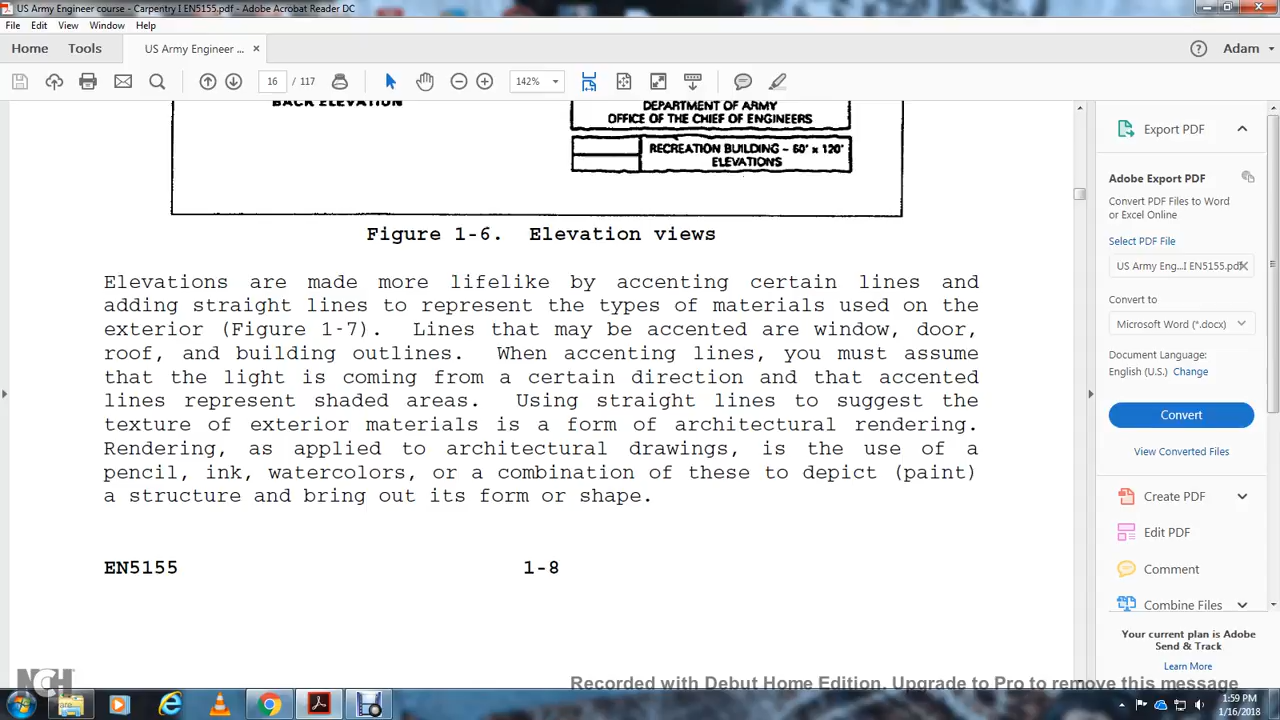 US Army Engineer course - Carpentry I EN5155.pdf - Adobe Acrobat Reader DC
File Edit View Window Help
Home Tools US Army Engineer ... × Adam
16 / 117 142%
BACK ELEVATION
DEPARTMENT OF ARMY
OFFICE OF THE CHIEF OF ENGINEERS
RECREATION BUILDING - 60' x 120'
ELEVATIONS
Figure 1-6. Elevation views
Elevations are made more lifelike by accenting certain lines and
adding straight lines to represent the types of materials used on the
exterior (Figure 1-7). Lines that may be accented are window, door,
roof, and building outlines. When accenting lines, you must assume
that the light is coming from a certain direction and that accented
lines represent shaded areas. Using straight lines to suggest the
texture of exterior materials is a form of architectural rendering.
Rendering, as applied to architectural drawings, is the use of a
pencil, ink, watercolors, or a combination of these to depict (paint)
a structure and bring out its form or shape.
EN5155 1-8
Export PDF
Adobe Export PDF
Convert PDF Files to Word
or Excel Online
Select PDF File
US Army Eng...I EN5155.pdf
Convert to
Microsoft Word (*.docx)
Document Language:
English (U.S.) Change
Convert
View Converted Files
Create PDF
Edit PDF
Comment
Combine Files
Your current plan is Adobe
Send & Track
Learn More
NCH
Recorded with Debut Home Edition. Upgrade to Pro to remove this message
1:59 PM
1/16/2018